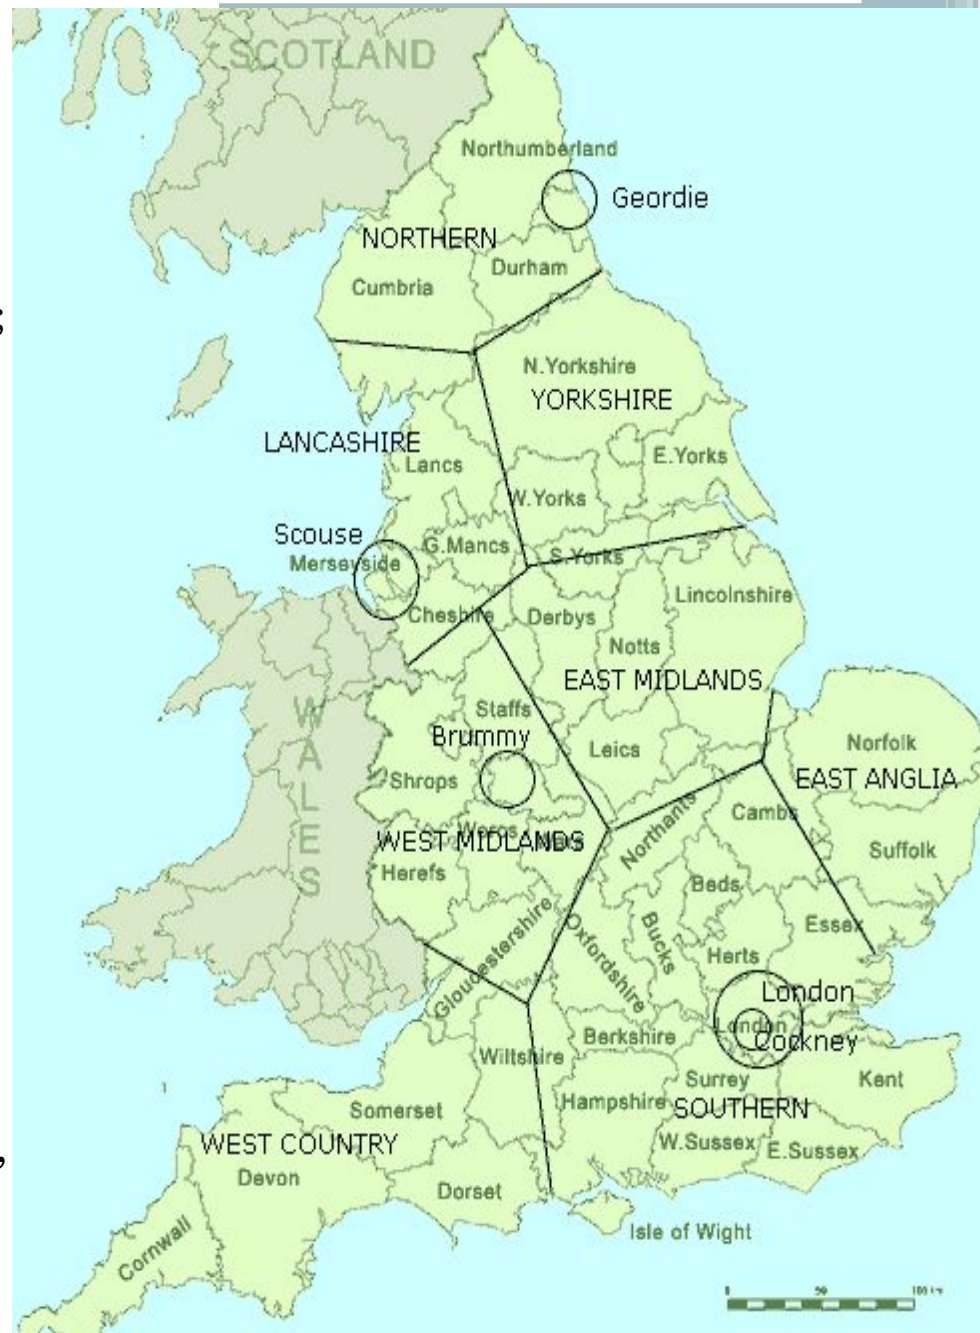 SCOTLAND
Northumberland
Geordie
NORTHERN
Durham
Cumbria
;
N.Yorkshire
YORKSHIRE
LANCASHIRE
Lancs
E.Yorks
W.Yorks
Scouse
G.Mancs
Merseyside
S.Yorks
Cheshire
Derbys
Lincolnshire
Notts
EAST MIDLANDS
Staffs
WALES
Brummy
Leics
Norfolk
Shrops
EAST ANGLIA
Cambs
Northants
WEST MIDLANDS
Herefs
Suffolk
Beds
Gloucestershire
Oxfordshire
Bucks
Essex
Herts
London
London
Cockney
Berkshire
Wiltshire
Surrey
Kent
Hampshire
SOUTHERN
Somerset
WEST COUNTRY
W.Sussex
E.Sussex
,
Devon
Dorset
Cornwall
Isle of Wight